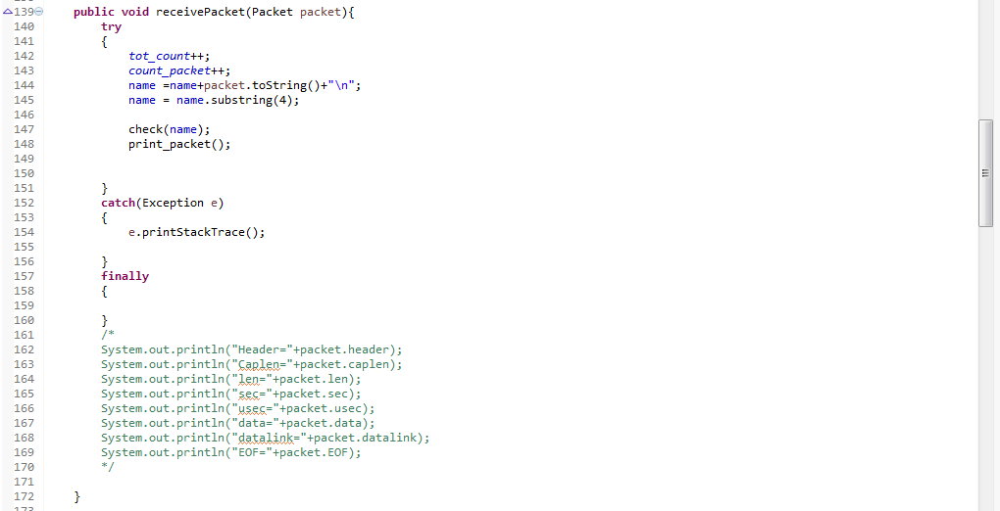 139 public void receivePacket(Packet packet){
140 try
141 {
142 tot_count++;
143 count_packet++;
144 name =name+packet.toString()+"\n";
145 name = name.substring(4);
146
147 check(name);
148 print_packet();
149
150
151 }
152 catch(Exception e)
153 {
154 e.printStackTrace();
155
156 }
157 finally
158 {
159
160 }
161 /*
162 System.out.println("Header="+packet.header);
163 System.out.println("Caplen="+packet.caplen);
164 System.out.println("len="+packet.len);
165 System.out.println("sec="+packet.sec);
166 System.out.println("usec="+packet.usec);
167 System.out.println("data="+packet.data);
168 System.out.println("datalink="+packet.datalink);
169 System.out.println("EOF="+packet.EOF);
170 */
171
172 }